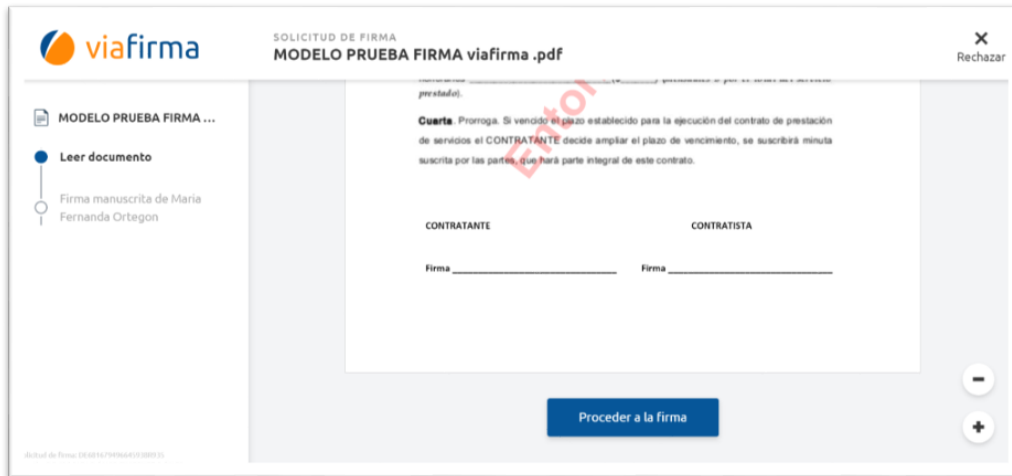 viafirma
SOLICITUD DE FIRMA
MODELO PRUEBA FIRMA viafirma .pdf
Rechazar
MODELO PRUEBA FIRMA ...
Leer documento
Firma manuscrita de Maria
Fernanda Ortegon
prestado).
Cuarta. Prorroga. Si vencido el plazo establecido para la ejecución del contrato de prestación
de servicios el CONTRATANTE decide ampliar el plazo de vencimiento, se suscribirá minuta
suscrita por las partes, que hará parte integral de este contrato.
Entor
CONTRATANTE
CONTRATISTA
Firma
Firma
Proceder a la firma